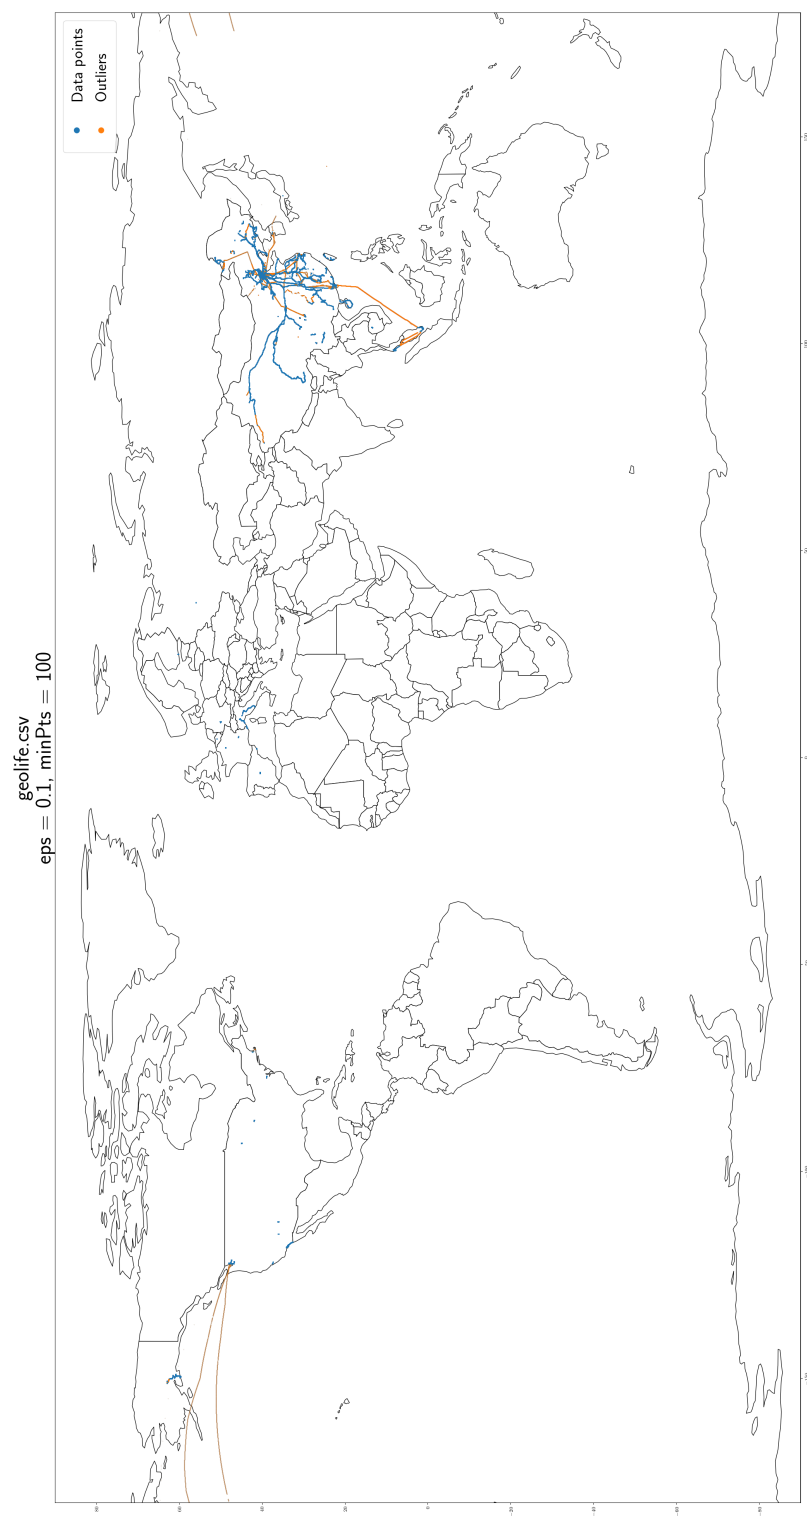 geolife.csv
eps = 0.1, minPts = 100
Data points
Outliers